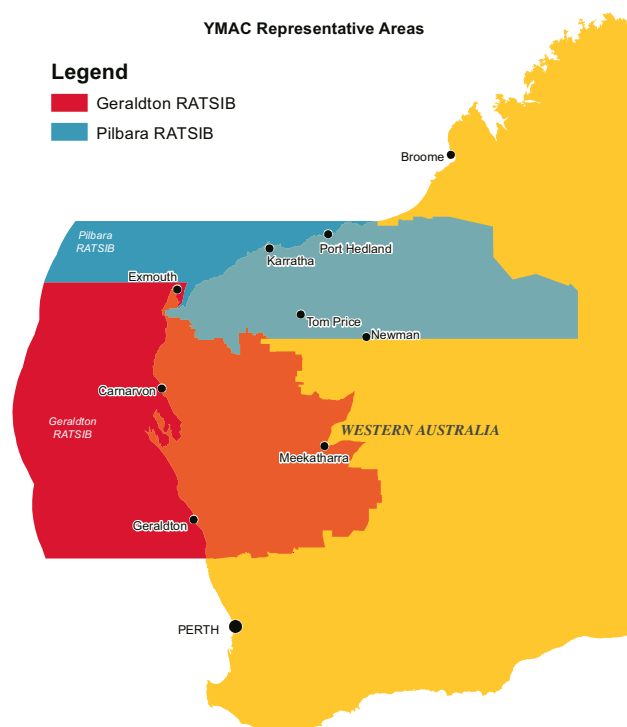 YMAC Representative Areas
Legend
Geraldton RATSIB
Pilbara RATSIB
Broome
Pilbara
RATSIB
Port Hedland
Karratha
Exmouth
Tom Price
Newman
Carnarvon
Geraldton
RATSIB
WESTERN AUSTRALIA
Meekatharra
Geraldton
PERTH